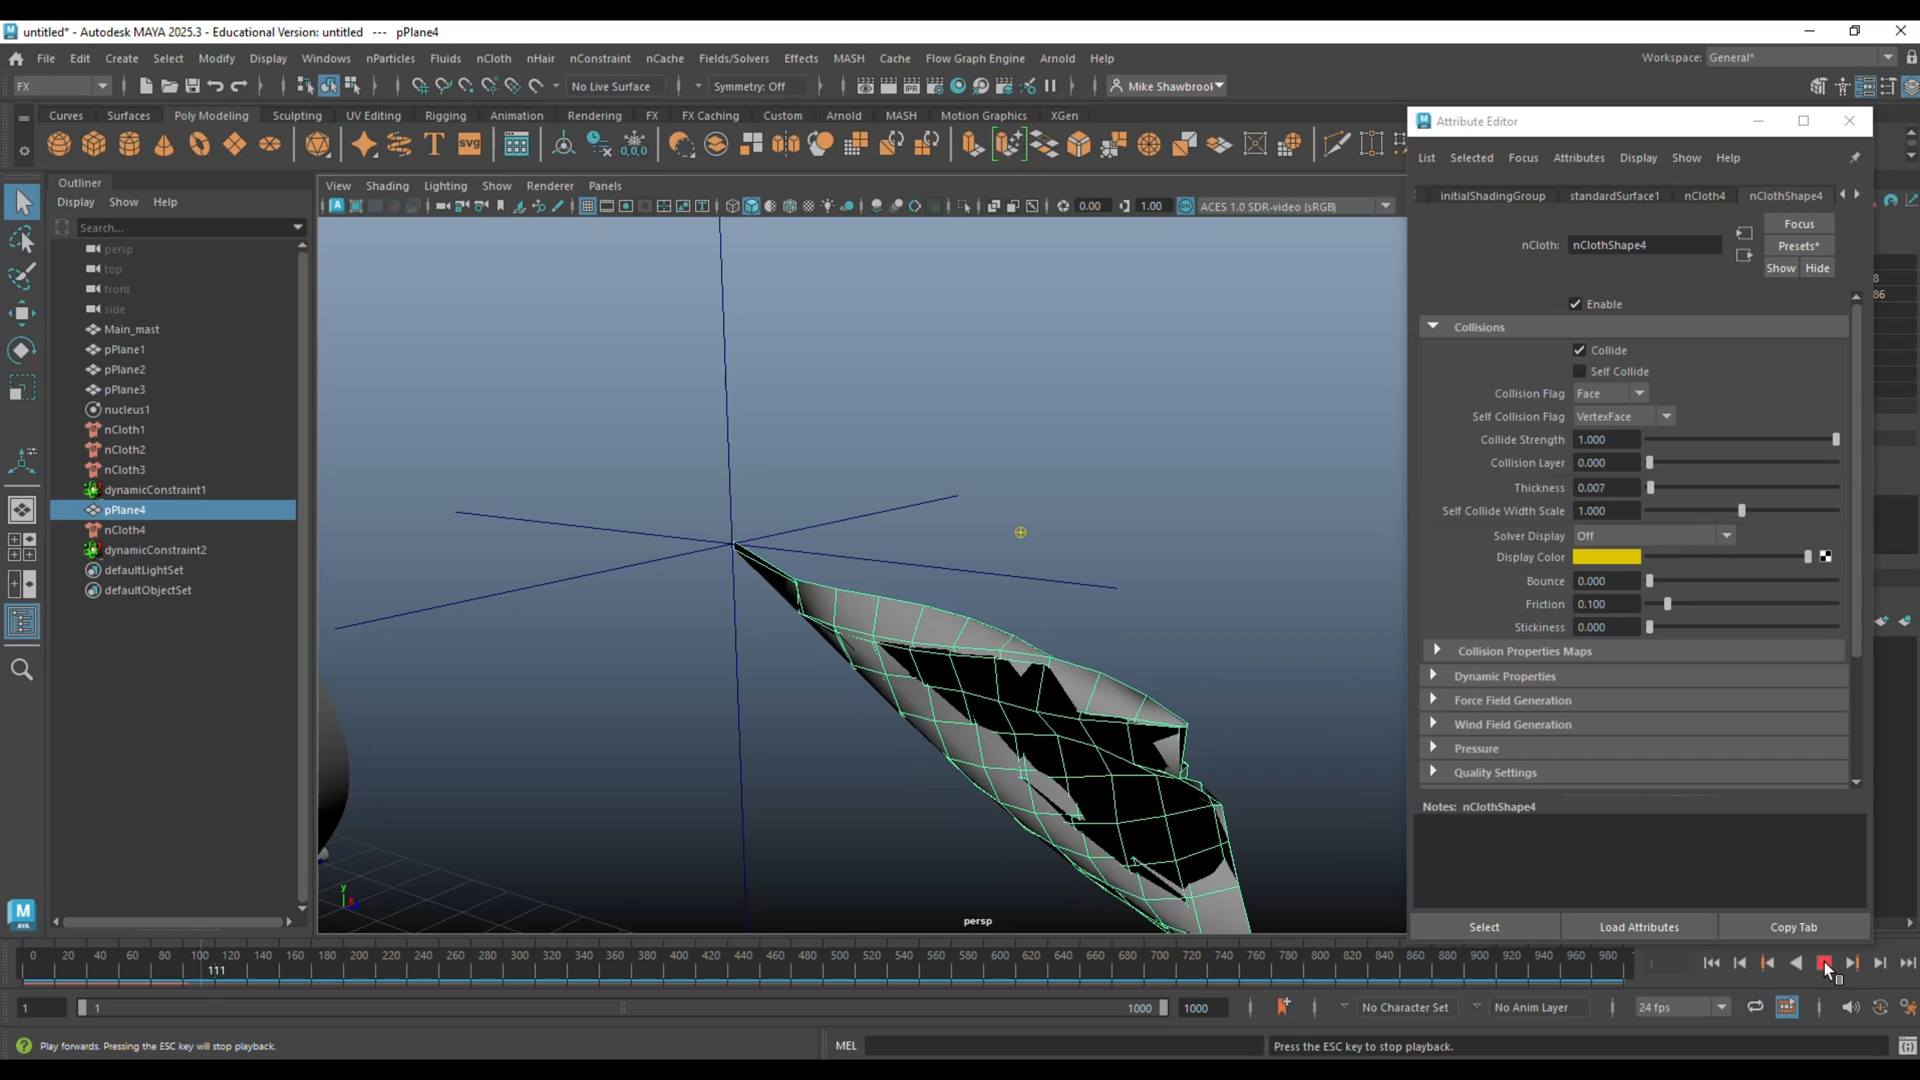 untitled* - Autodesk MAYA 2025.3 - Educational Version: untitled --- pPlane4
File Edit Create Select Modify Display Windows nParticles Fluids nCloth nHair nConstraint nCache Fields/Solvers Effects MASH Cache Flow Graph Engine Arnold Help
Workspace: General*
FX
No Live Surface
Symmetry: Off
IPR
Mike Shawbrool
Curves Surfaces Poly Modeling Sculpting UV Editing Rigging Animation Rendering FX FX Caching Custom Arnold MASH Motion Graphics XGen
T
SVG
0,0,0
Attribute Editor
List Selected Focus Attributes Display Show Help
initialShadingGroup standardSurface1 nCloth4 nClothShape4
nCloth: nClothShape4
Focus
Presets*
Show Hide
Enable
Collisions
Collide
Self Collide
Collision Flag Face
Self Collision Flag VertexFace
Collide Strength 1.000
Collision Layer 0.000
Thickness 0.007
Self Collide Width Scale 1.000
Solver Display Off
Display Color
Bounce 0.000
Friction 0.100
Stickiness 0.000
Collision Properties Maps
Dynamic Properties
Force Field Generation
Wind Field Generation
Pressure
Quality Settings
Notes: nClothShape4
Select Load Attributes Copy Tab
8
86
Outliner
Display Show Help
Search...
persp
top
front
side
Main_mast
pPlane1
pPlane2
pPlane3
nucleus1
nCloth1
nCloth2
nCloth3
dynamicConstraint1
pPlane4
nCloth4
dynamicConstraint2
defaultLightSet
defaultObjectSet
M
AYA
View Shading Lighting Show Renderer Panels
0.00
1.00
ACES 1.0 SDR-video (sRGB)
y
persp
0 20 40 60 80 100 120 140 160 180 200 220 240 260 280 300 320 340 360 380 400 420 440 460 480 500 520 540 560 580 600 620 640 660 680 700 720 740 760 780 800 820 840 860 880 900 920 940 960 980
111
1
1
1
1000
1000
No Character Set
No Anim Layer
24 fps
Play forwards. Pressing the ESC key will stop playback.
MEL
Press the ESC key to stop playback.